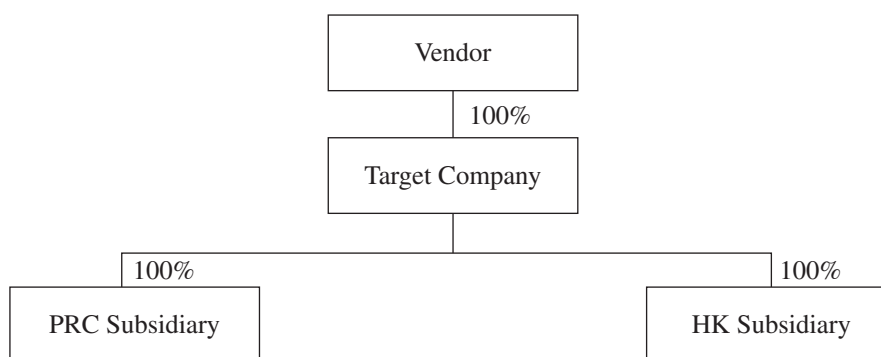 Vendor
100%
Target Company
100%
100%
PRC Subsidiary
HK Subsidiary